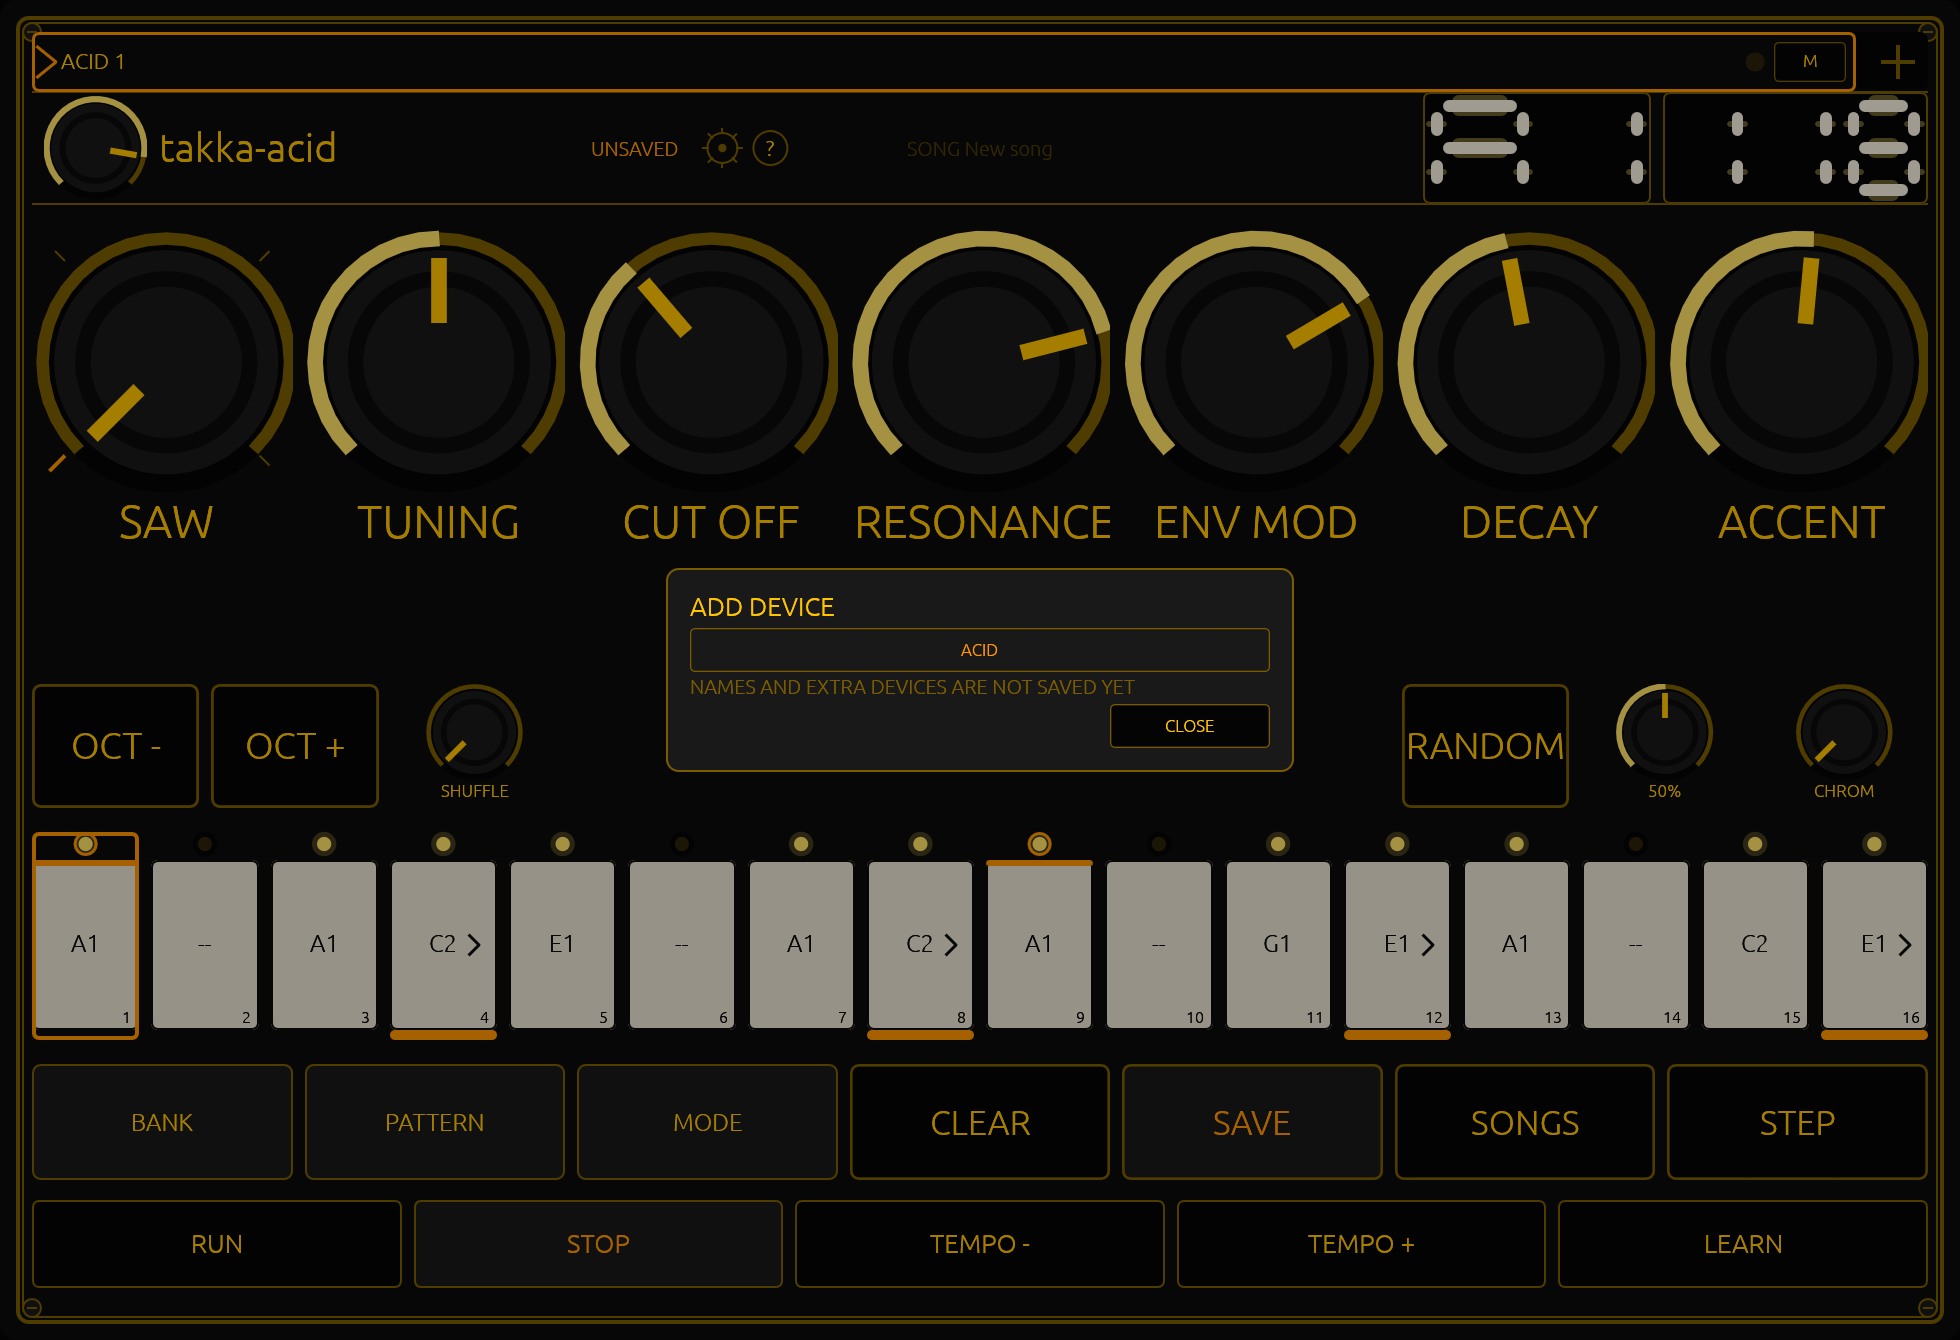 ACID 1
M
takka-acid
UNSAVED
?
SONG New song
A1
118
SAW
TUNING
CUT OFF
RESONANCE
ENV MOD
DECAY
ACCENT
ADD DEVICE
ACID
NAMES AND EXTRA DEVICES ARE NOT SAVED YET
CLOSE
OCT -
OCT +
SHUFFLE
RANDOM
50%
CHROM
A1
--
A1
C2
E1
--
A1
C2
A1
--
G1
E1
A1
--
C2
E1
1
2
3
4
5
6
7
8
9
10
11
12
13
14
15
16
BANK
PATTERN
MODE
CLEAR
SAVE
SONGS
STEP
RUN
STOP
TEMPO -
TEMPO +
LEARN